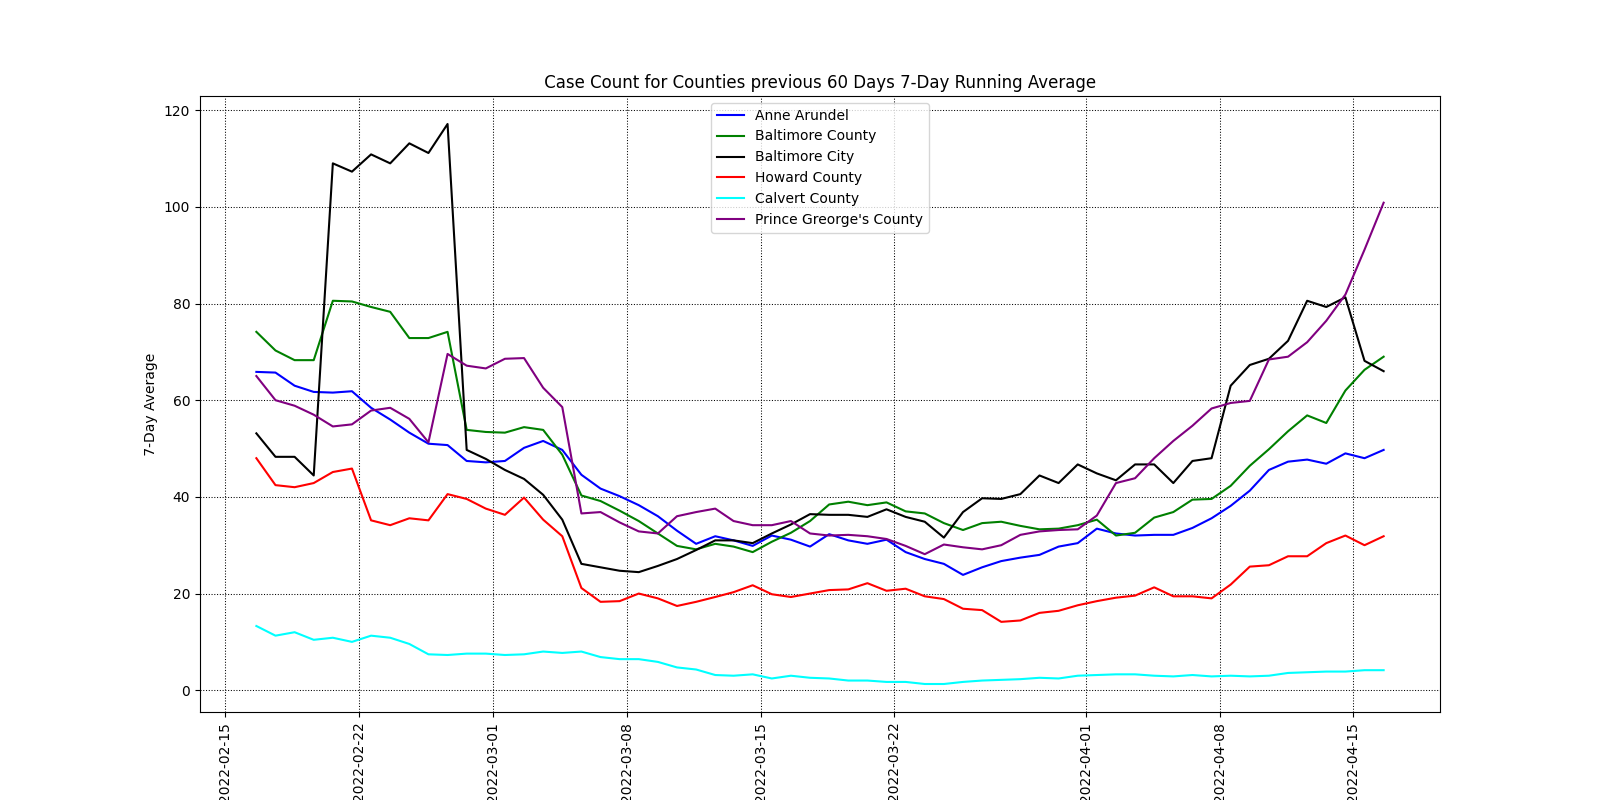 Case Count for Counties previous 60 Days 7-Day Running Average
120
100
80
60
40
20
0
7-Day Average
Anne Arundel
Baltimore County
Baltimore City
Howard County
Calvert County
Prince Greorge's County
2022-02-15
2022-02-22
2022-03-01
2022-03-08
2022-03-15
2022-03-22
2022-04-01
2022-04-08
2022-04-15